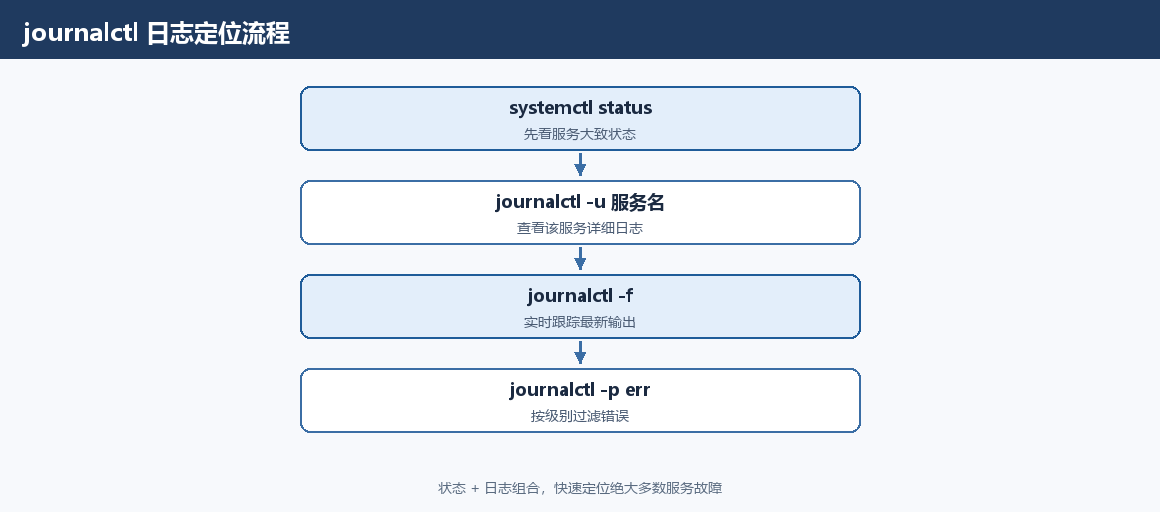 journalctl 日志定位流程
systemctl status
先看服务大致状态
journalctl -u 服务名
查看该服务详细日志
journalctl -f
实时跟踪最新输出
journalctl -p err
按级别过滤错误
状态 + 日志组合，快速定位绝大多数服务故障